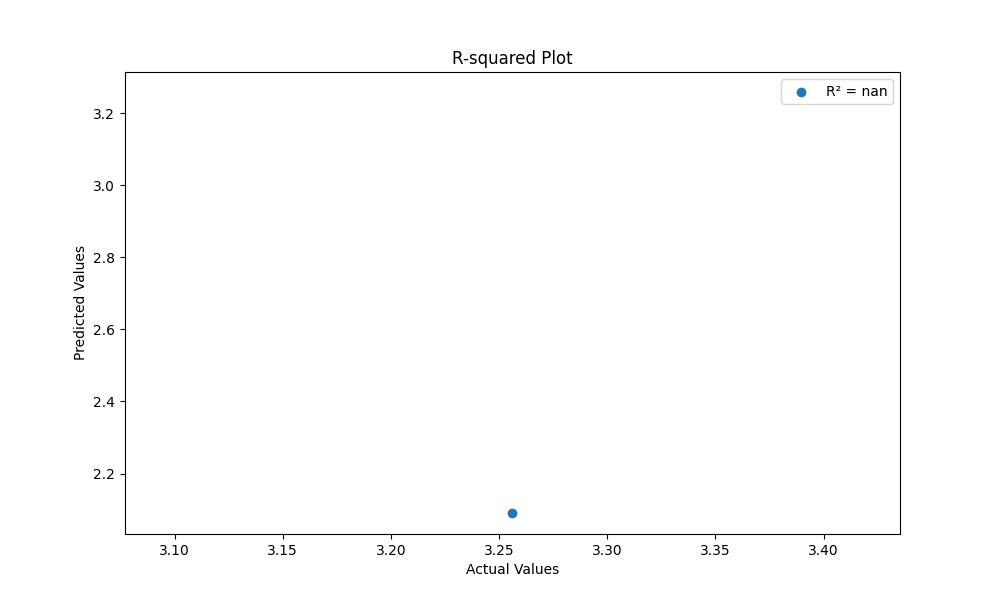 R-squared Plot
R² = nan
3.2
3.0
2.8
2.6
2.4
2.2
Predicted Values
3.10 3.15 3.20 3.25 3.30 3.35 3.40
Actual Values